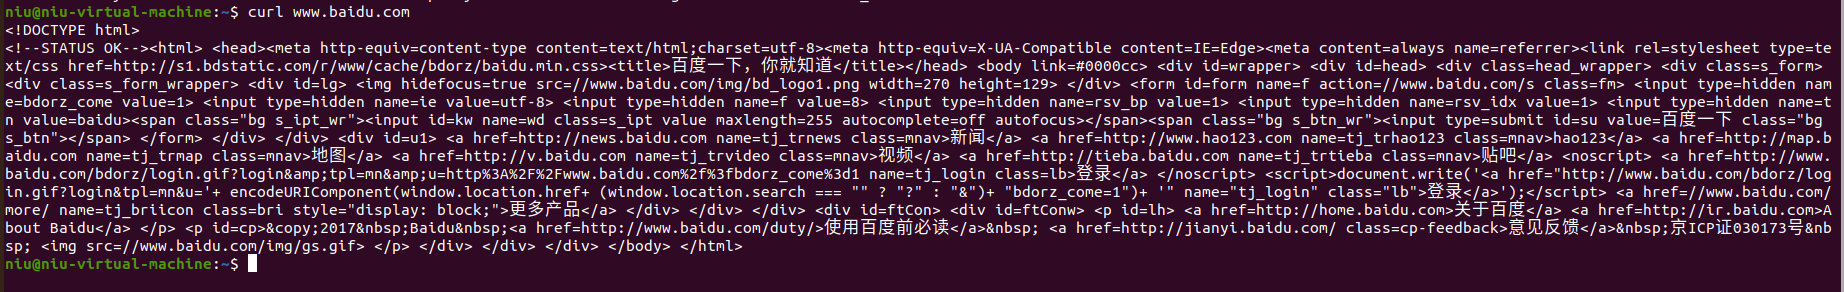 niu@niu-virtual-machine:~$ curl www.baidu.com
<!DOCTYPE html>
<!--STATUS OK--><html> <head><meta http-equiv=content-type content=text/html;charset=utf-8><meta http-equiv=X-UA-Compatible content=IE=Edge><meta content=always name=referrer><link rel=stylesheet type=te
xt/css href=http://s1.bdstatic.com/r/www/cache/bdorz/baidu.min.css><title>百度一下，你就知道</title></head> <body link=#0000cc> <div id=wrapper> <div id=head> <div class=head_wrapper> <div class=s_form>
<div class=s_form_wrapper> <div id=lg> <img hidefocus=true src=//www.baidu.com/img/bd_logo1.png width=270 height=129> </div> <form id=form name=f action=//www.baidu.com/s class=fm> <input type=hidden nam
e=bdorz_come value=1> <input type=hidden name=ie value=utf-8> <input type=hidden name=f value=8> <input type=hidden name=rsv_bp value=1> <input type=hidden name=rsv_idx value=1> <input type=hidden name=t
n value=baidu><span class="bg s_ipt_wr"><input id=kw name=wd class=s_ipt value maxlength=255 autocomplete=off autofocus></span><span class="bg s_btn_wr"><input type=submit id=su value=百度一下 class="bg
s_btn"></span> </form> </div> </div> <div id=u1> <a href=http://news.baidu.com name=tj_trnews class=mnav>新闻</a> <a href=http://www.hao123.com name=tj_trhao123 class=mnav>hao123</a> <a href=http://map.b
aidu.com name=tj_trmap class=mnav>地图</a> <a href=http://v.baidu.com name=tj_trvideo class=mnav>视频</a> <a href=http://tieba.baidu.com name=tj_trtieba class=mnav>贴吧</a> <noscript> <a href=http://www.
baidu.com/bdorz/login.gif?login&amp;tpl=mn&amp;u=http%3A%2F%2Fwww.baidu.com%2f%3fbdorz_come%3d1 name=tj_login class=lb>登录</a> </noscript> <script>document.write('<a href="http://www.baidu.com/bdorz/log
in.gif?login&tpl=mn&u='+ encodeURIComponent(window.location.href+ (window.location.search === "" ? "?" : "&")+ "bdorz_come=1")+ '" name="tj_login" class="lb">登录</a>');</script> <a href=//www.baidu.com/
more/ name=tj_briicon class=bri style="display: block;">更多产品</a> </div> </div> </div> <div id=ftCon> <div id=ftConw> <p id=lh> <a href=http://home.baidu.com>关于百度</a> <a href=http://ir.baidu.com>A
bout Baidu</a> </p> <p id=cp>&copy;2017&nbsp;Baidu&nbsp;<a href=http://www.baidu.com/duty/>使用百度前必读</a>&nbsp; <a href=http://jianyi.baidu.com/ class=cp-feedback>意见反馈</a>&nbsp;京ICP证030173号&nb
sp; <img src=//www.baidu.com/img/gs.gif> </p> </div> </div> </div> </body> </html>
niu@niu-virtual-machine:~$